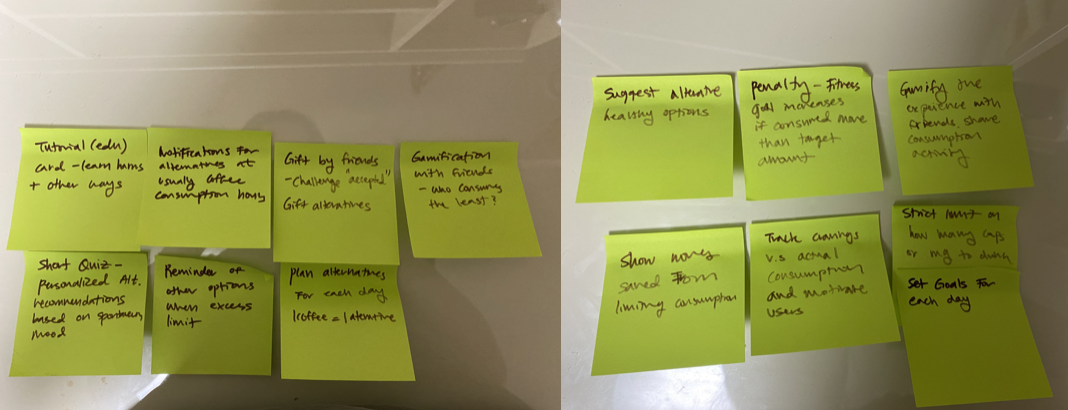 Tutorial (edu)
card - learn harms
+ other ways
Notifications for
alternatives at
usually coffee
consumption hours
Gift by friends
- Challenge "accepted"
Gift alternatives
Gamification
with friends
- who consumes
the least?
Short Quiz -
Personalized Alt.
recommendations
based on
mood
Reminder of
other options
when excess
limit
plan alternatives
For each day
1 coffee = 1 alternative
Suggest alternative
healthy options
penalty - Fitness
goal increases
if consumed more
than target
amount
Gamify the
experience with
friends, share
consumption
activity
Show money
saved from
limiting consumption
Track cravings
v.s actual
consumption
and motivate
users
Strict limit on
how many cups
or mg to drink
Set Goals For
each day